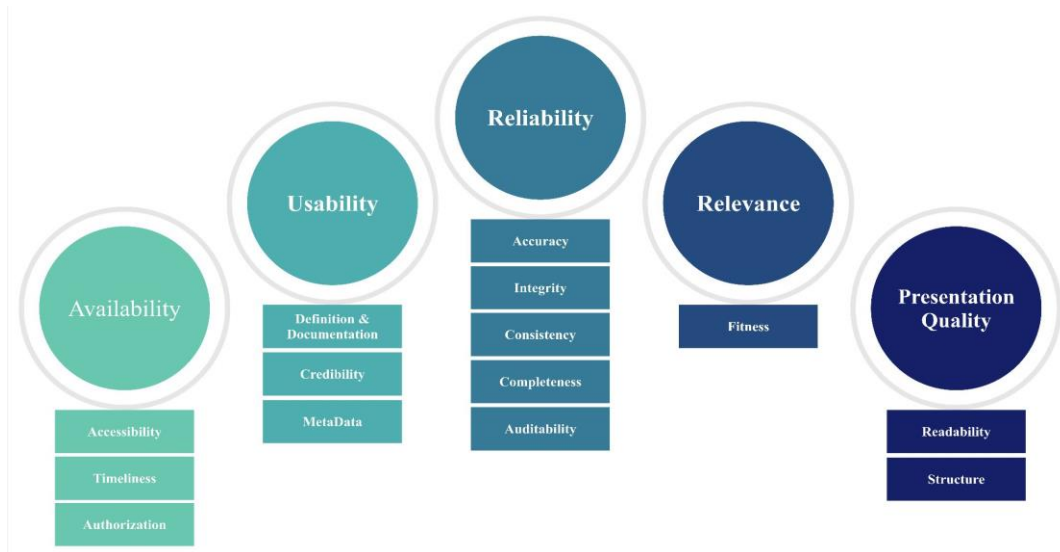 Availability
Accessibility
Timeliness
Authorization
Usability
Definition &
Documentation
Credibility
MetaData
Reliability
Accuracy
Integrity
Consistency
Completeness
Auditability
Relevance
Fitness
Presentation
Quality
Readability
Structure